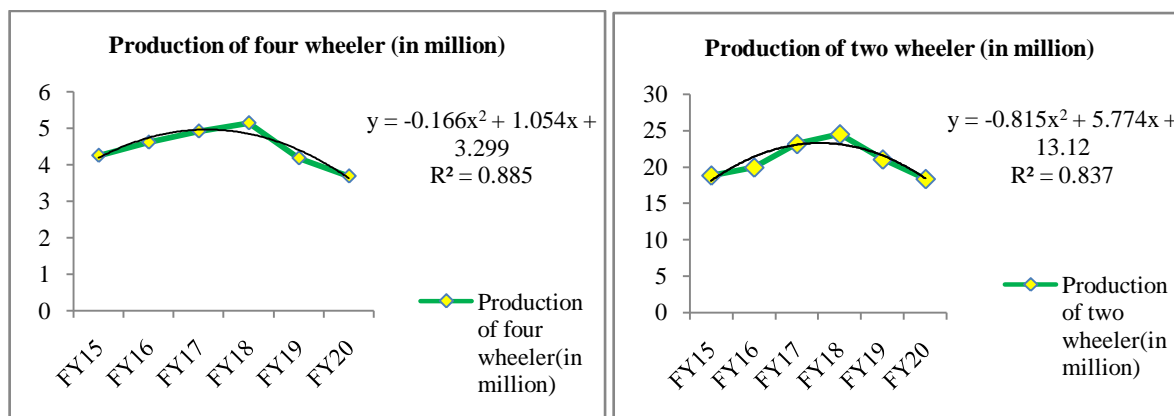 Production of four wheeler (in million)
6
5
4
3
2
1
0
y = -0.166x² + 1.054x +
3.299
R² = 0.885
FY15
FY16
FY17
FY18
FY19
FY20
Production
of four
wheeler(in
million)
Production of two wheeler (in million)
30
25
20
15
10
5
0
y = -0.815x² + 5.774x +
13.12
R² = 0.837
FY15
FY16
FY17
FY18
FY19
FY20
Production
of two
wheeler(in
million)